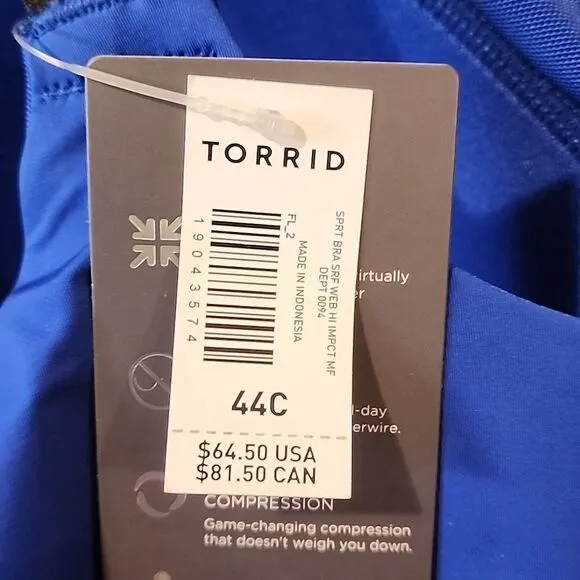 TORRID
19043574
FL_2
MADE IN INDONESIA
SPRT BRA SRF WEB HI IMPCT MF
DEPT 0094
44C
$64.50 USA
$81.50 CAN
COMPRESSION
Game-changing compression
that doesn't weigh you down.